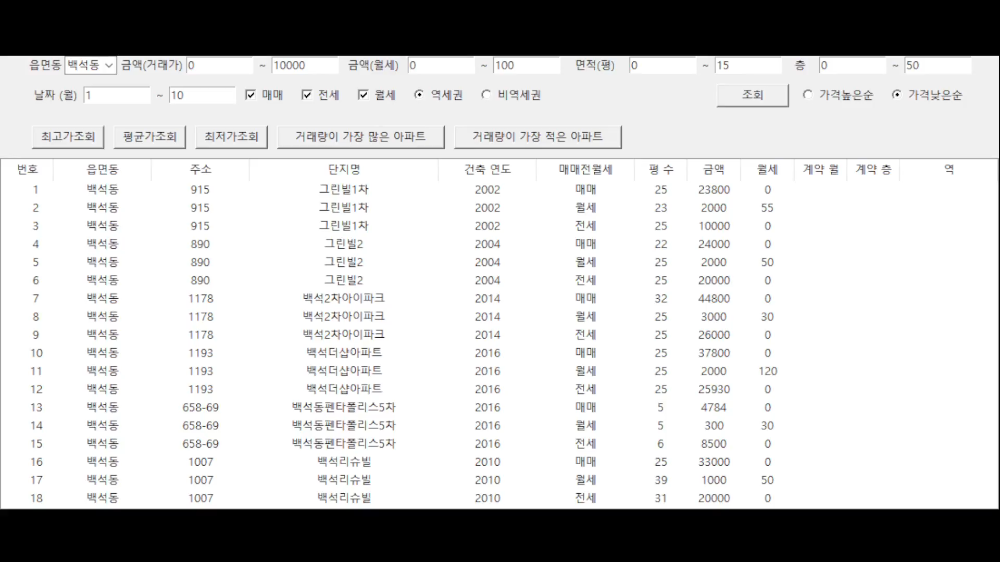 읍면동 백석동 금액(거래가) 0 ~ 10000 금액(월세) 0 ~ 100 면적(평) 0 ~ 15 층 0 ~ 50
날짜 (월) 1 ~ 10 매매 전세 월세 역세권 비역세권 조회 가격높은순 가격낮은순
최고가조회 평균가조회 최저가조회 거래량이 가장 많은 아파트 거래량이 가장 적은 아파트
번호 읍면동 주소 단지명 건축 연도 매매전월세 평 수 금액 월세 계약 월 계약 층 역
1 백석동 915 그린빌1차 2002 매매 25 23800 0
2 백석동 915 그린빌1차 2002 월세 23 2000 55
3 백석동 915 그린빌1차 2002 전세 25 10000 0
4 백석동 890 그린빌2 2004 매매 22 24000 0
5 백석동 890 그린빌2 2004 월세 25 2000 50
6 백석동 890 그린빌2 2004 전세 25 20000 0
7 백석동 1178 백석2차아이파크 2014 매매 32 44800 0
8 백석동 1178 백석2차아이파크 2014 월세 25 3000 30
9 백석동 1178 백석2차아이파크 2014 전세 25 26000 0
10 백석동 1193 백석더샵아파트 2016 매매 25 37800 0
11 백석동 1193 백석더샵아파트 2016 월세 25 2000 120
12 백석동 1193 백석더샵아파트 2016 전세 25 25930 0
13 백석동 658-69 백석동펜타폴리스5차 2016 매매 5 4784 0
14 백석동 658-69 백석동펜타폴리스5차 2016 월세 5 300 30
15 백석동 658-69 백석동펜타폴리스5차 2016 전세 6 8500 0
16 백석동 1007 백석리슈빌 2010 매매 25 33000 0
17 백석동 1007 백석리슈빌 2010 월세 39 1000 50
18 백석동 1007 백석리슈빌 2010 전세 31 20000 0